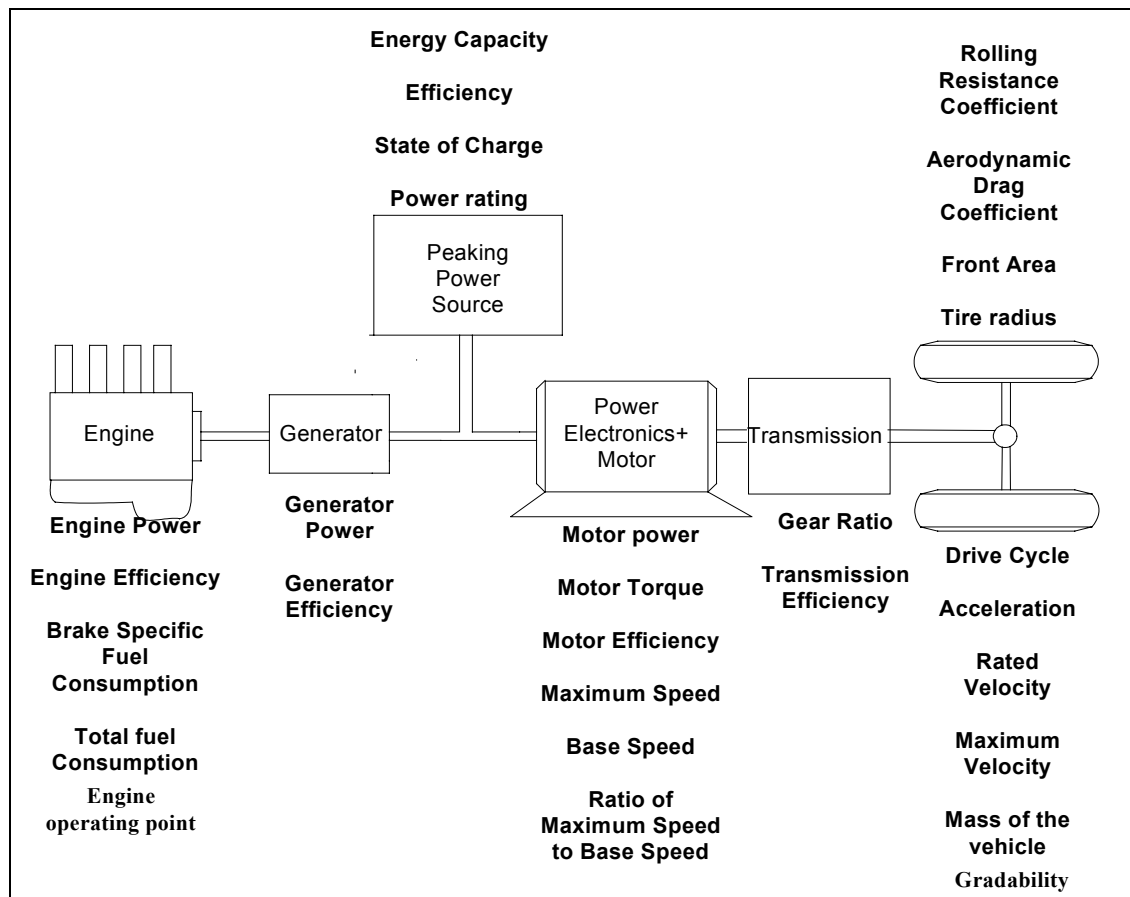 Energy Capacity
Efficiency
State of Charge
Power rating
Peaking
Power
Source
Rolling
Resistance
Coefficient
Aerodynamic
Drag
Coefficient
Front Area
Tire radius
Engine
Generator
Power
Electronics+
Motor
Transmission
Engine Power
Engine Efficiency
Brake Specific
Fuel
Consumption
Total fuel
Consumption
Engine
operating point
Generator
Power
Generator
Efficiency
Motor power
Motor Torque
Motor Efficiency
Maximum Speed
Base Speed
Ratio of
Maximum Speed
to Base Speed
Gear Ratio
Transmission
Efficiency
Drive Cycle
Acceleration
Rated
Velocity
Maximum
Velocity
Mass of the
vehicle
Gradability